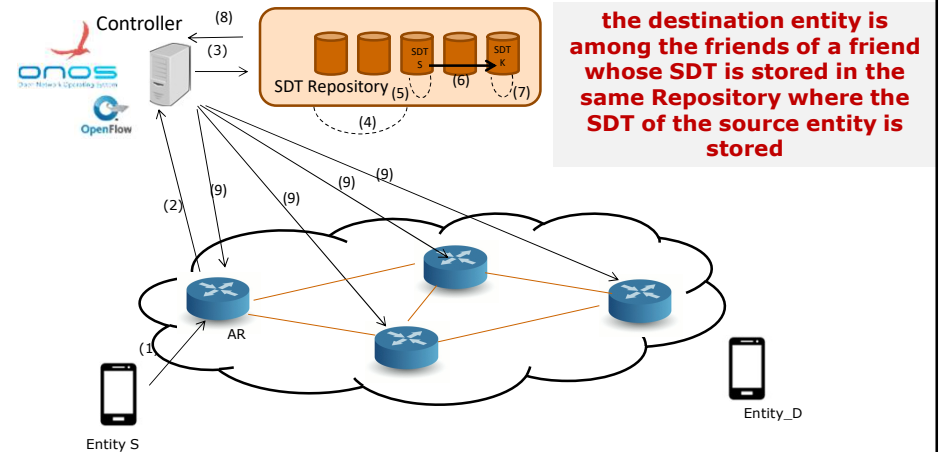 Controller
(8)
(3)
onos
OpenFlow
SDT
S
SDT
K
SDT Repository
(5)
(6)
(7)
(4)
the destination entity is
among the friends of a friend
whose SDT is stored in the
same Repository where the
SDT of the source entity is
stored
(2)
(9)
(9)
(9)
(9)
AR
(1)
Entity S
Entity_D